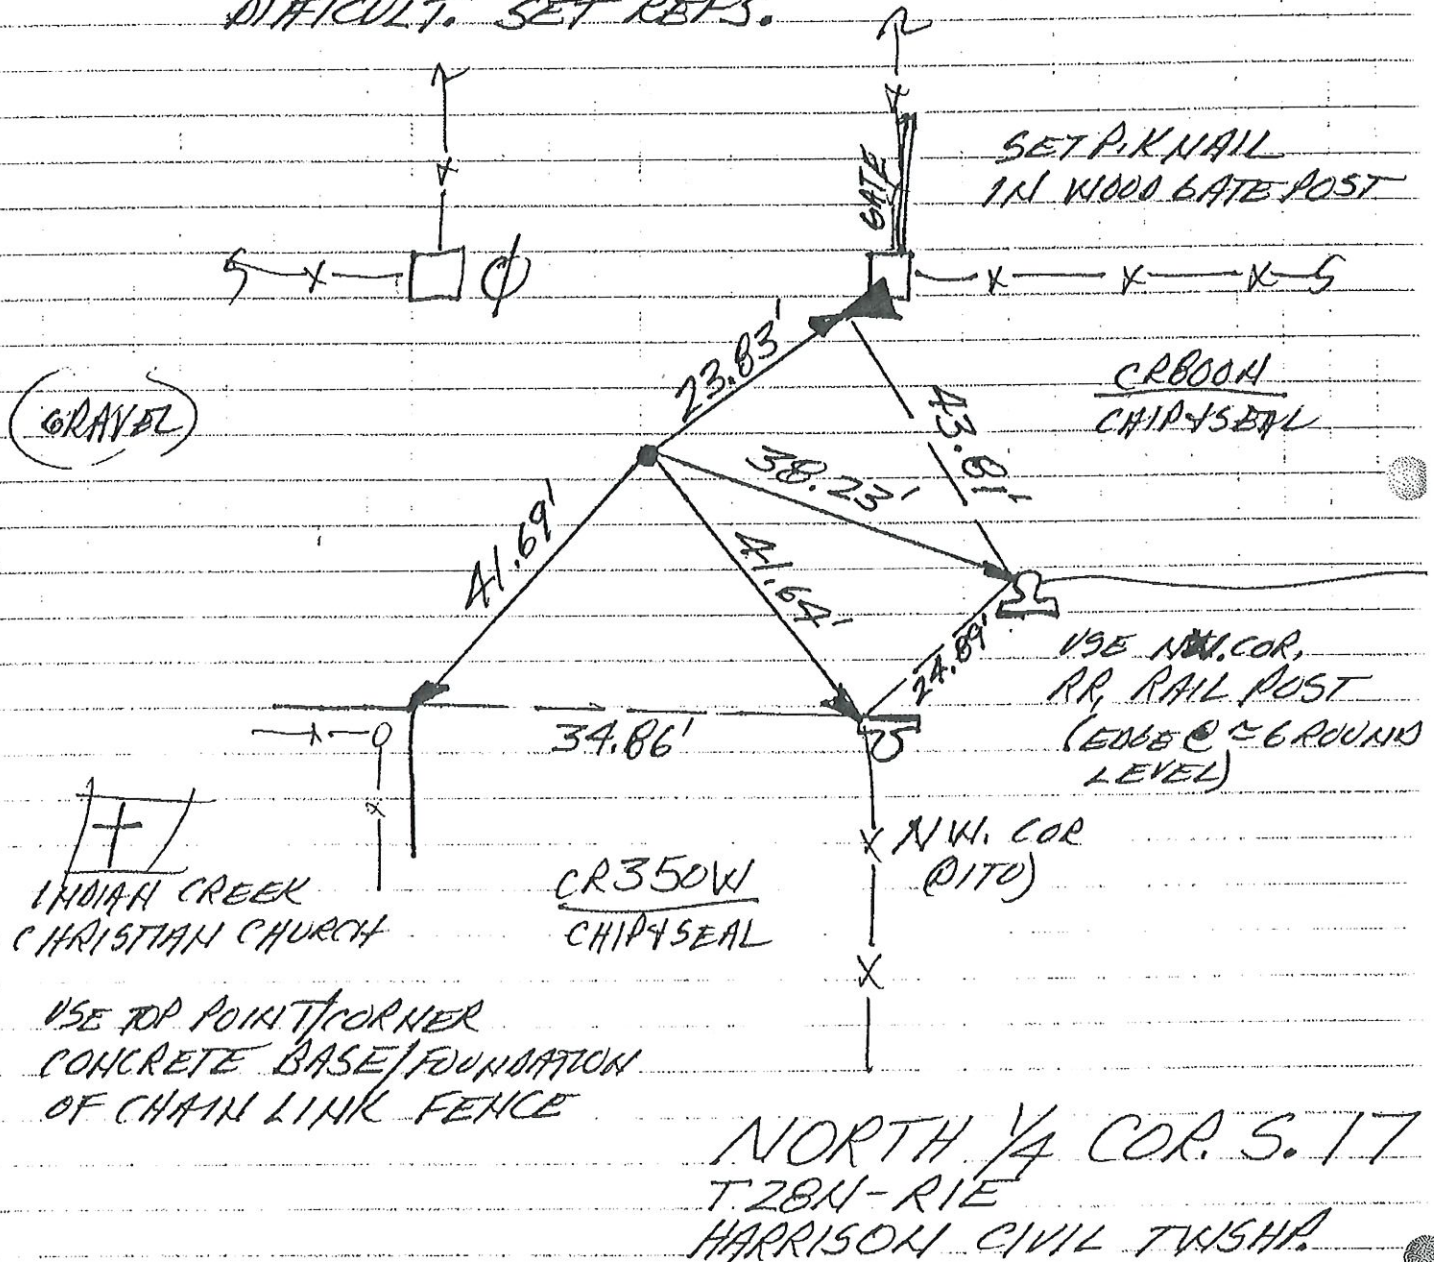 DIFFICULT. SET REFS.
SET P.K NAIL
IN WOOD GATE POST
GATE
23.83'
CR800N
CHIP & SEAL
(GRAVEL)
43.81'
38.23'
41.69'
41.64'
24.89'
USE NW. COR,
RR, RAIL POST
(EDGE @ ≈ GROUND
LEVEL)
34.86'
NW. COR
(DITO)
INDIAN CREEK
CHRISTIAN CHURCH
CR350W
CHIP & SEAL
USE TOP POINT/CORNER
CONCRETE BASE/FOUNDATION
OF CHAIN LINK FENCE
NORTH 1/4 COR. S. 17
T.28N-R1E
HARRISON CIVIL TWSHP.